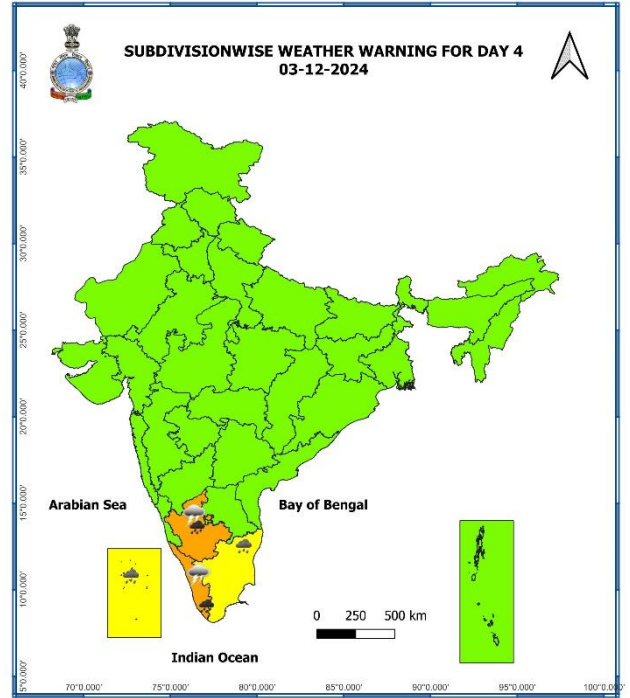 SUBDIVISIONWISE WEATHER WARNING FOR DAY 4
03-12-2024
40°0.000'
35°0.000'
30°0.000'
25°0.000'
20°0.000'
15°0.000'
10°0.000'
5°0.000'
Arabian Sea
Bay of Bengal
0 250 500 km
Indian Ocean
70°0.000' 75°0.000' 80°0.000' 85°0.000' 90°0.000' 95°0.000' 100°0.000'